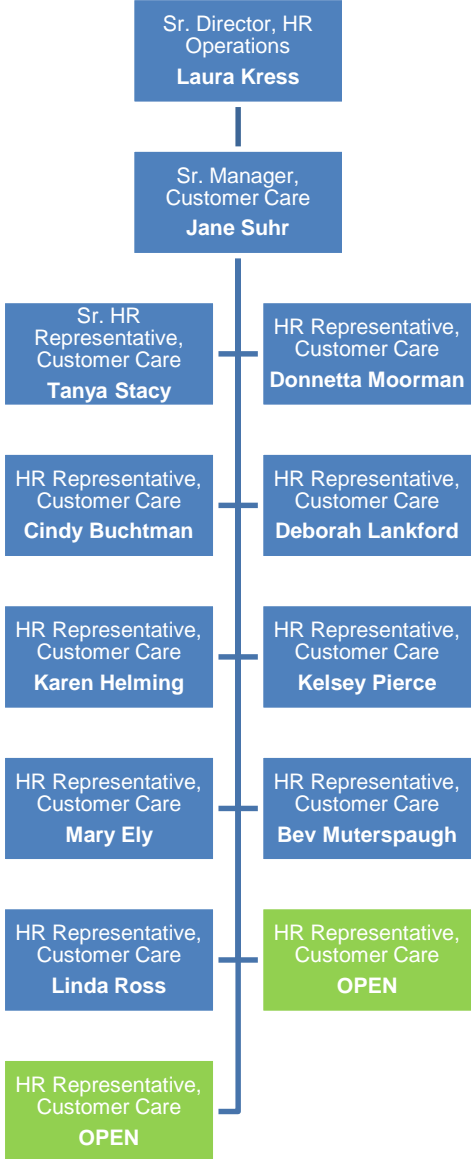 Sr. Director, HR
Operations
Laura Kress
Sr. Manager,
Customer Care
Jane Suhr
Sr. HR
Representative,
Customer Care
Tanya Stacy
HR Representative,
Customer Care
Donnetta Moorman
HR Representative,
Customer Care
Cindy Buchtman
HR Representative,
Customer Care
Deborah Lankford
HR Representative,
Customer Care
Karen Helming
HR Representative,
Customer Care
Kelsey Pierce
HR Representative,
Customer Care
Mary Ely
HR Representative,
Customer Care
Bev Muterspaugh
HR Representative,
Customer Care
Linda Ross
HR Representative,
Customer Care
OPEN
HR Representative,
Customer Care
OPEN